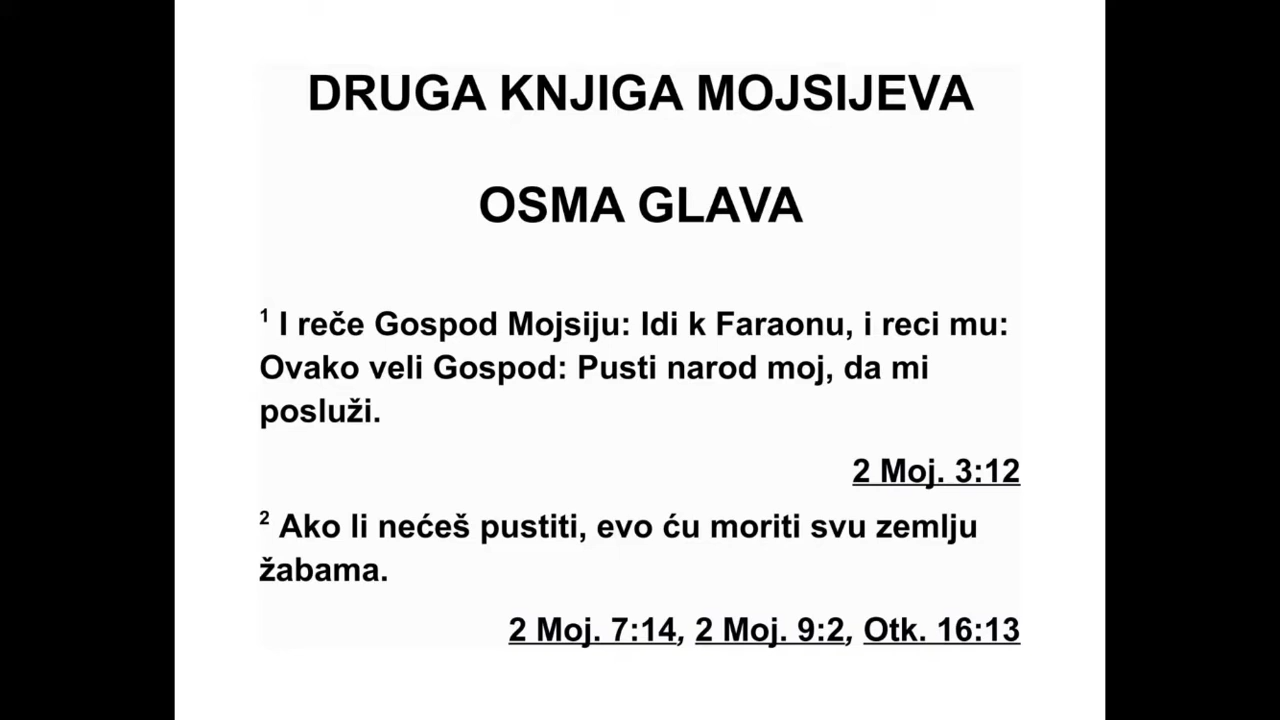 DRUGA KNJIGA MOJSIJEVA
OSMA GLAVA
1 I reče Gospod Mojsiju: Idi k Faraonu, i reci mu:
Ovako veli Gospod: Pusti narod moj, da mi
posluži.
2 Moj. 3:12
2 Ako li nećeš pustiti, evo ću moriti svu zemlju
žabama.
2 Moj. 7:14, 2 Moj. 9:2, Otk. 16:13